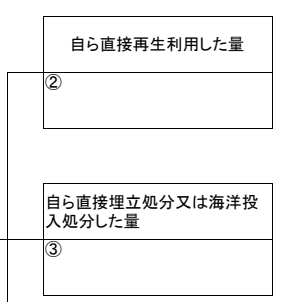 自ら直接再生利用した量
②
自ら直接埋立処分又は海洋投
入処分した量
③